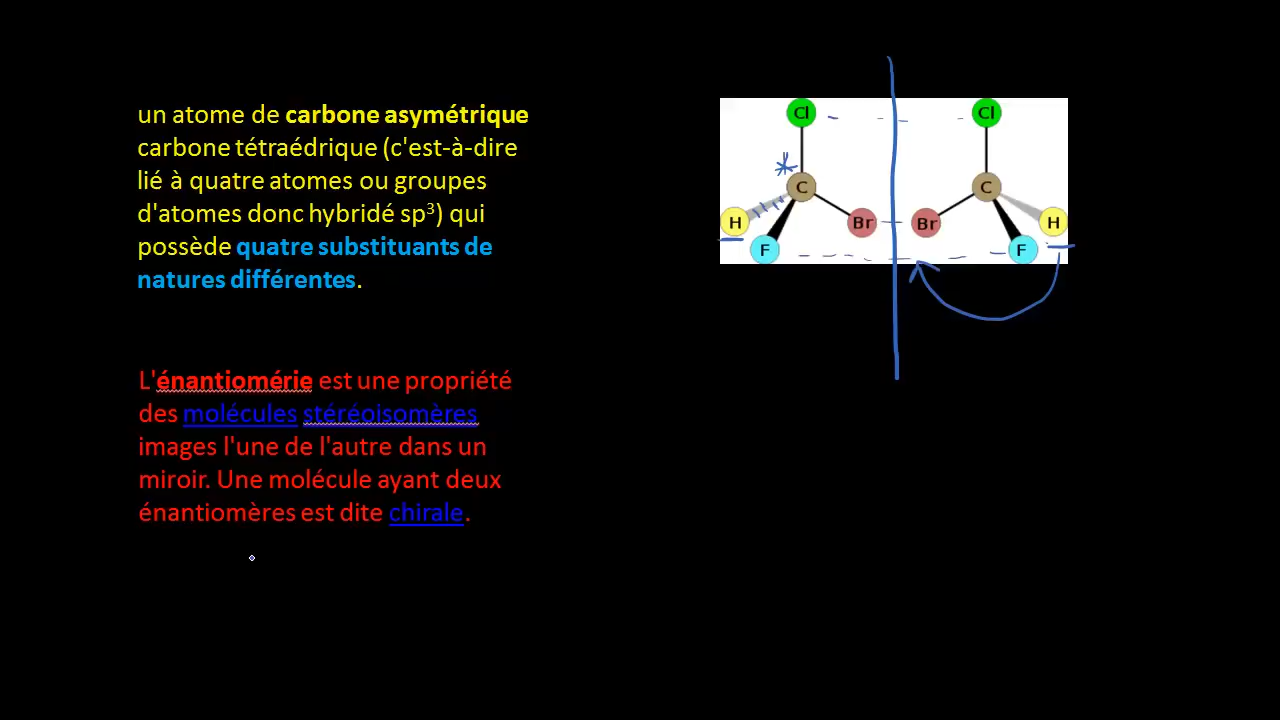 un atome de carbone asymétrique
carbone tétraédrique (c'est-à-dire
lié à quatre atomes ou groupes
d'atomes donc hybridé sp³) qui
possède quatre substituants de
natures différentes.
L'énantiomérie est une propriété
des molécules stéréoisomères
images l'une de l'autre dans un
miroir. Une molécule ayant deux
énantiomères est dite chirale.
Cl Cl
* C C
H Br Br H
F F